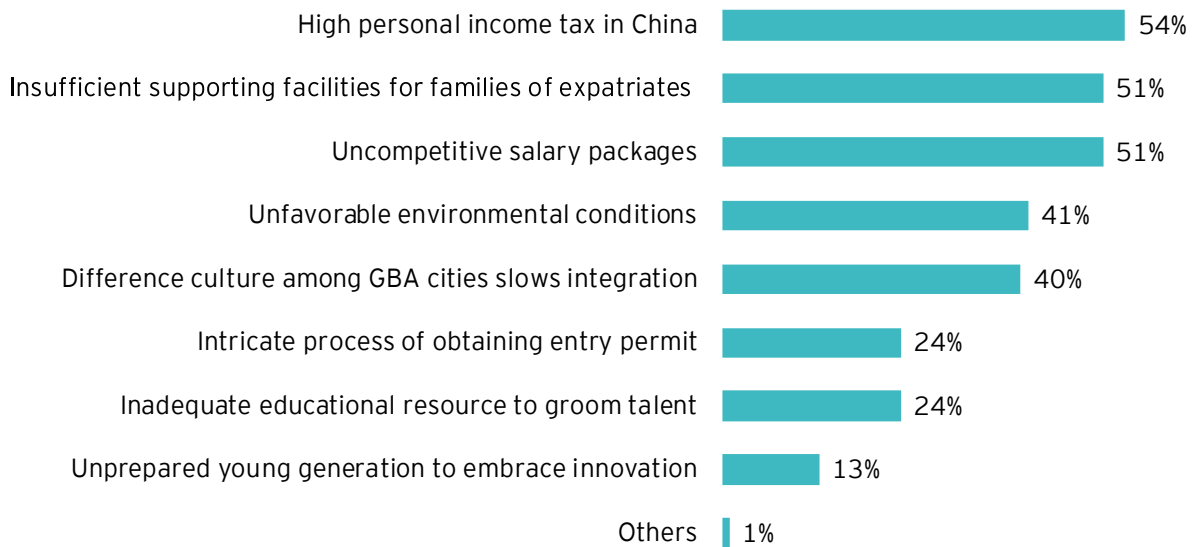 High personal income tax in China 54%
Insufficient supporting facilities for families of expatriates 51%
Uncompetitive salary packages 51%
Unfavorable environmental conditions 41%
Difference culture among GBA cities slows integration 40%
Intricate process of obtaining entry permit 24%
Inadequate educational resource to groom talent 24%
Unprepared young generation to embrace innovation 13%
Others 1%